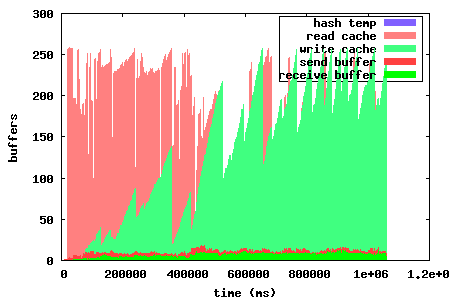 300
250
200
150
100
50
0
buffers
hash temp
read cache
write cache
send buffer
receive buffer
0 200000 400000 600000 800000 1e+06 1.2e+06
time (ms)